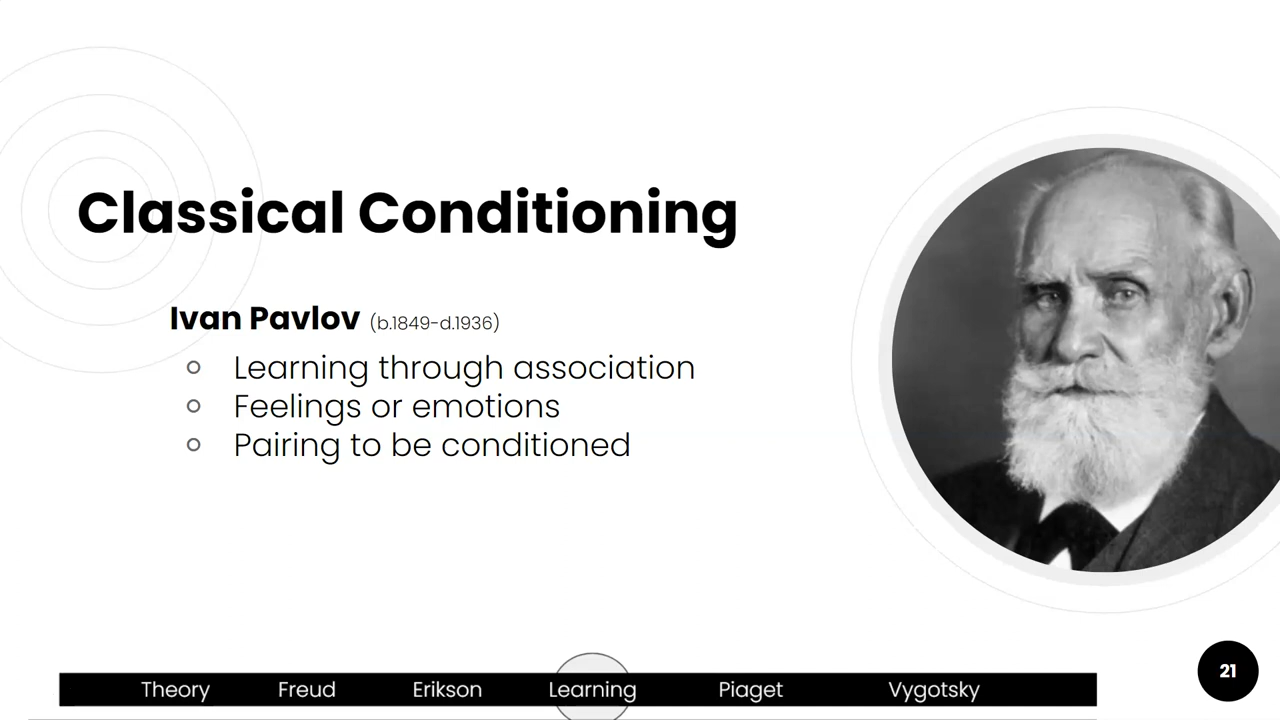 Classical Conditioning
Ivan Pavlov (b.1849-d.1936)
Learning through association
Feelings or emotions
Pairing to be conditioned
Theory Freud Erikson Learning Piaget Vygotsky
21